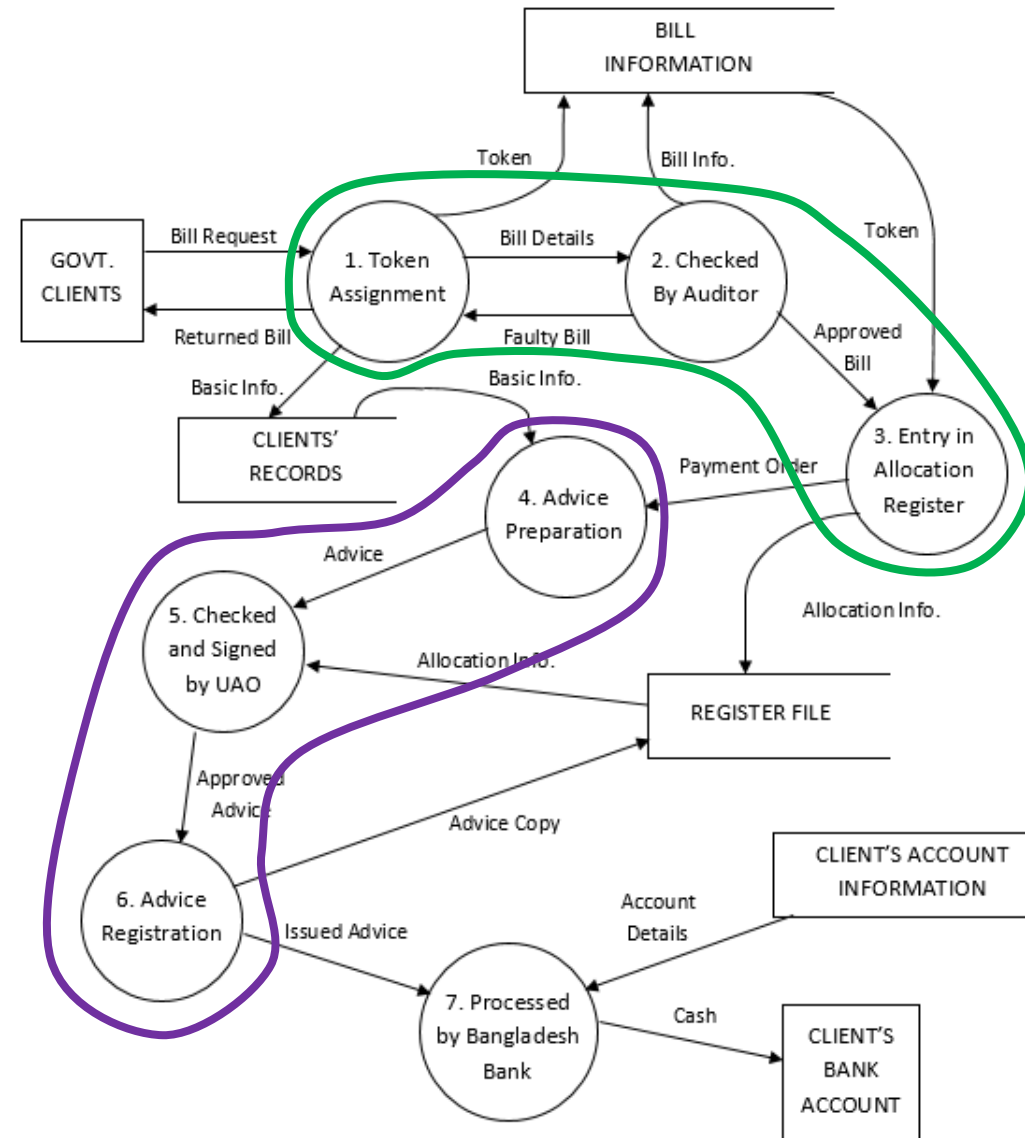 BILL
INFORMATION
Token
Bill Info.
Bill Request
Bill Details
Token
GOVT.
CLIENTS
1. Token
Assignment
2. Checked
By Auditor
Returned Bill
Faulty Bill
Approved
Bill
Basic Info.
Basic Info.
CLIENTS'
RECORDS
3. Entry in
Allocation
Register
Payment Order
4. Advice
Preparation
Advice
5. Checked
and Signed
by UAO
Allocation Info.
Allocation Info.
REGISTER FILE
Approved
Advice
Advice Copy
CLIENT'S ACCOUNT
INFORMATION
6. Advice
Registration
Account
Details
Issued Advice
7. Processed
by Bangladesh
Bank
Cash
CLIENT'S
BANK
ACCOUNT